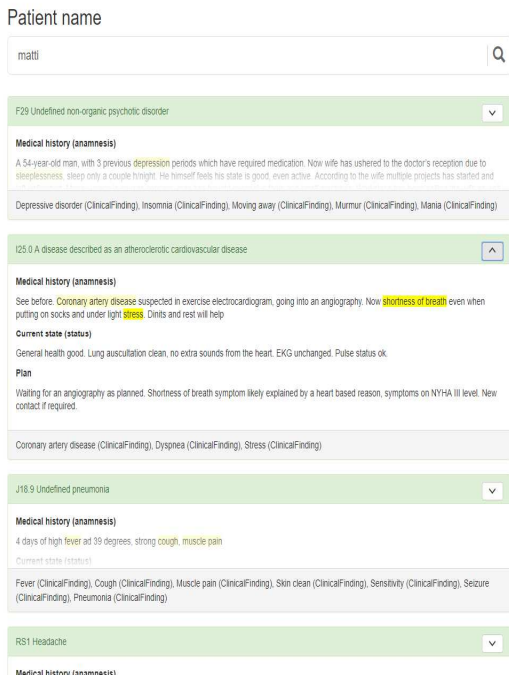 Patient name
matti
F29 Undefined non-organic psychotic disorder
Medical history (anamnesis)
A 54-year-old man, with 3 previous depression periods which have required medication. Now wife has ushered to the doctor's reception due to
sleeplessness, sleep only a couple h/night. He himself feels his state is good, even active. According to the wife multiple projects has started and
Depressive disorder (ClinicalFinding), Insomnia (ClinicalFinding), Moving away (ClinicalFinding), Murmur (ClinicalFinding), Mania (ClinicalFinding)
I25.0 A disease described as an atheroclerotic cardiovascular disease
Medical history (anamnesis)
See before. Coronary artery disease suspected in exercise electrocardiogram, going into an angiography. Now shortness of breath even when
putting on socks and under light stress. Dinits and rest will help
Current state (status)
General health good. Lung auscultation clean, no extra sounds from the heart. EKG unchanged. Pulse status ok.
Plan
Waiting for an angiography as planned. Shortness of breath symptom likely explained by a heart based reason, symptoms on NYHA III level. New
contact if required.
Coronary artery disease (ClinicalFinding), Dyspnea (ClinicalFinding), Stress (ClinicalFinding)
J18.9 Undefined pneumonia
Medical history (anamnesis)
4 days of high fever ad 39 degrees, strong cough, muscle pain
Current state (status)
Fever (ClinicalFinding), Cough (ClinicalFinding), Muscle pain (ClinicalFinding), Skin clean (ClinicalFinding), Sensitivity (ClinicalFinding), Seizure
(ClinicalFinding), Pneumonia (ClinicalFinding)
RS1 Headache
Medical history (anamnesis)